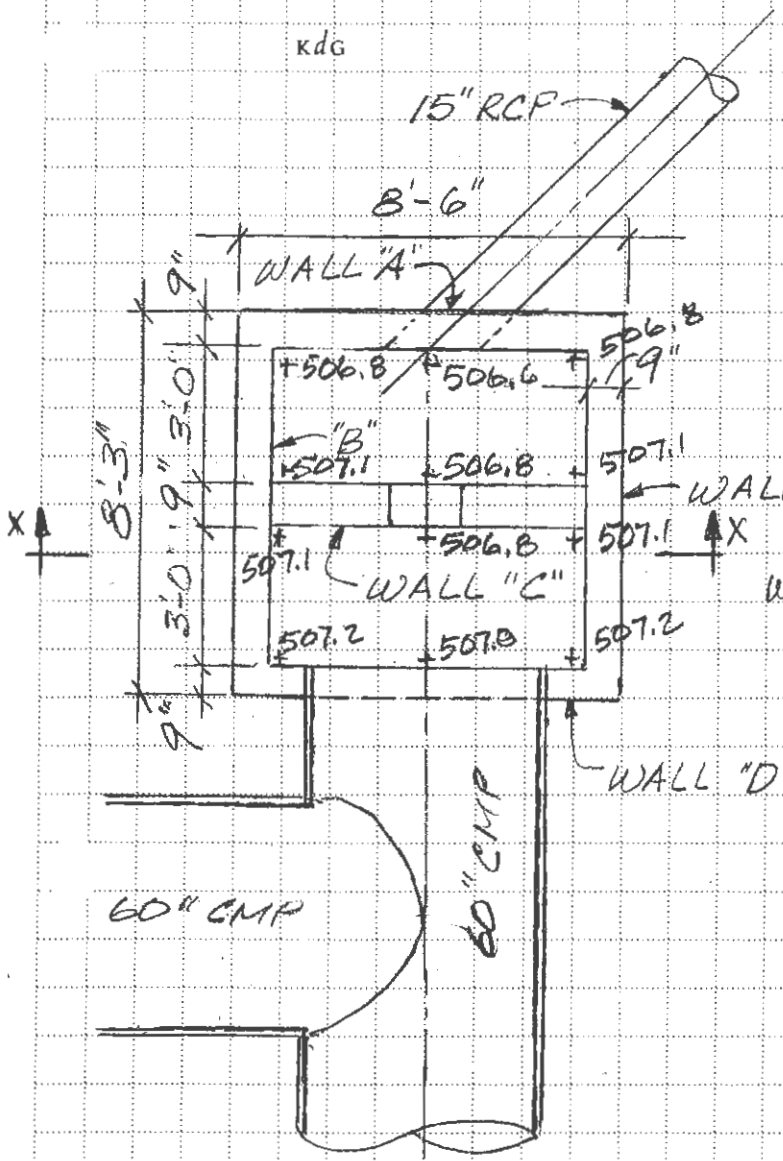 KdG
15" RCP
8'-6"
WALL "A"
9"
506.8
+506.8
506.6
9"
3'-0"
"B"
507.1
506.8
507.1
8'-3"
9"
WALL
X
X
507.1
506.8
507.1
WALL "C"
3'-0"
507.2
507.2
9"
WALL "D
60" CMP
60" CMP